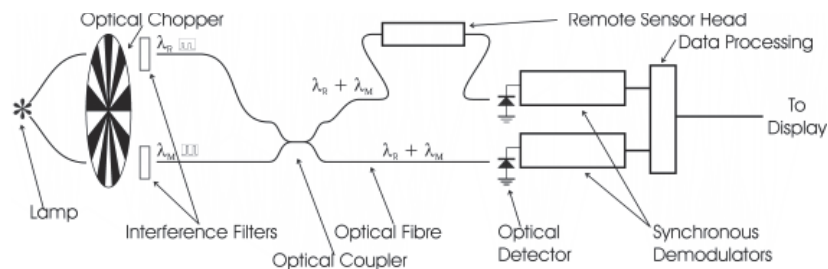 Optical Chopper
Remote Sensor Head
Data Processing
λR
λR + λM
To
Display
λM
λR + λM
Lamp
Interference Filters
Optical Coupler
Optical Fibre
Optical
Detector
Synchronous
Demodulators